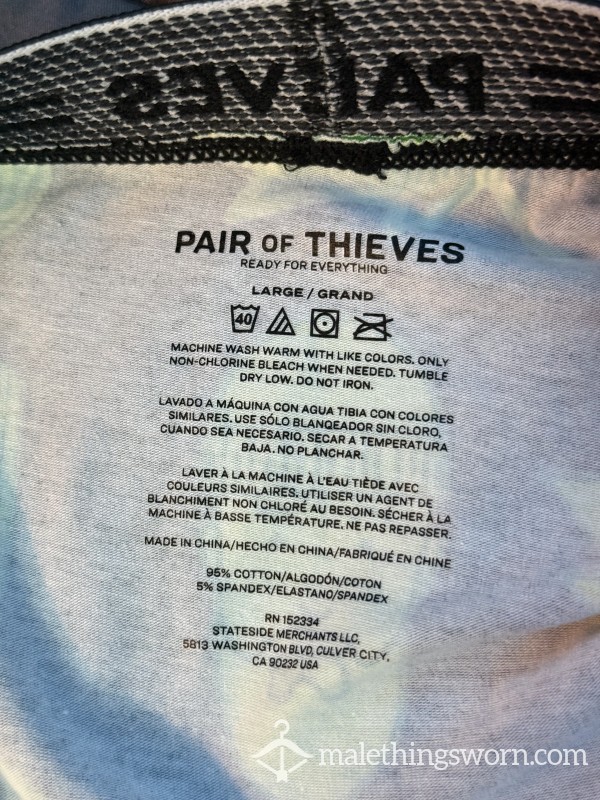 PAIR OF THIEVES
READY FOR EVERYTHING
LARGE / GRAND
40
MACHINE WASH WARM WITH LIKE COLORS. ONLY
NON-CHLORINE BLEACH WHEN NEEDED. TUMBLE
DRY LOW. DO NOT IRON.
LAVADO A MÁQUINA CON AGUA TIBIA CON COLORES
SIMILARES. USE SÓLO BLANQEADOR SIN CLORO,
CUANDO SEA NECESARIO. SECAR A TEMPERATURA
BAJA. NO PLANCHAR.
LAVER À LA MACHINE À L'EAU TIÈDE AVEC
COULEURS SIMILAIRES. UTILISER UN AGENT DE
BLANCHIMENT NON CHLORÉ AU BESOIN. SÉCHER À LA
MACHINE À BASSE TEMPÉRATURE. NE PAS REPASSER.
MADE IN CHINA/HECHO EN CHINA/FABRIQUÉ EN CHINE
95% COTTON/ALGODÓN/COTON
5% SPANDEX/ELASTANO/SPANDEX
RN 152334
STATESIDE MERCHANTS LLC,
5813 WASHINGTON BLVD, CULVER CITY,
CA 90232 USA
malethingsworn.com